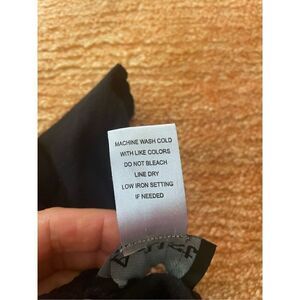 MACHINE WASH COLD
WITH LIKE COLORS
DO NOT BLEACH
LINE DRY
LOW IRON SETTING
IF NEEDED